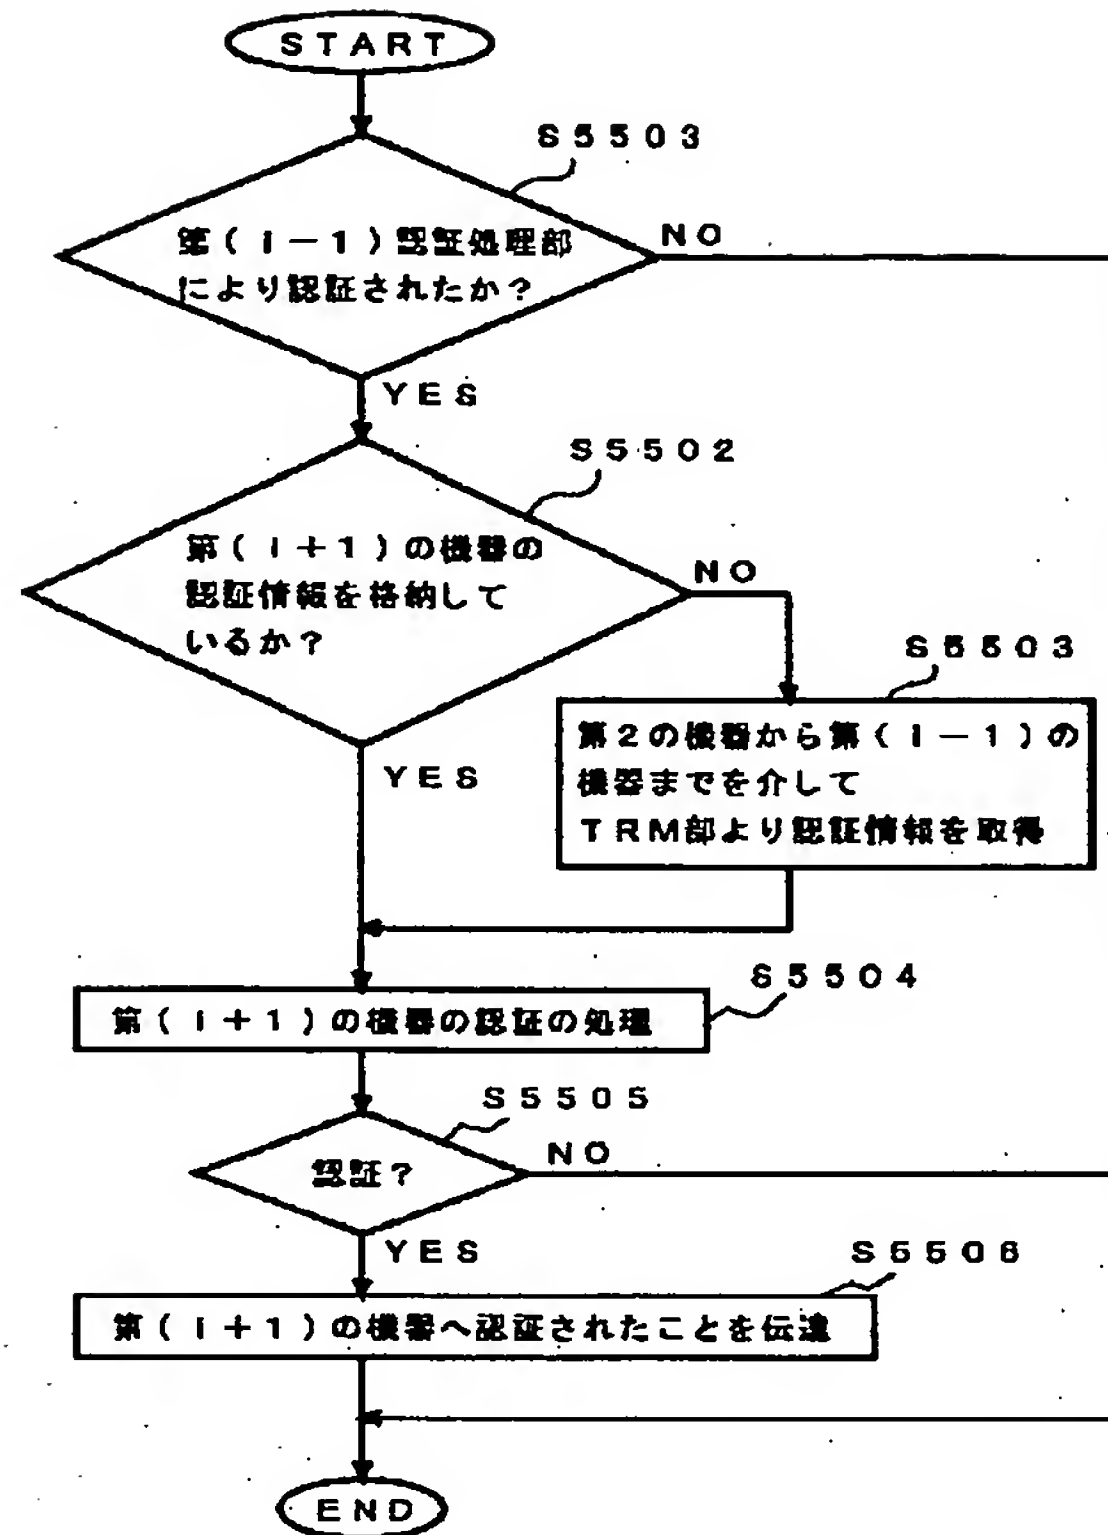 START
S5503
第(i-1)認証処理部
により認証されたか?
NO
YES
S5502
第(i+1)の機器の
認証情報を格納して
いるか?
NO
YES
S5503
第2の機器から第(i-1)の
機器までを介して
TRM部より認証情報を取得
S5504
第(i+1)の機器の認証の処理
S5505
認証?
NO
YES
S5506
第(i+1)の機器へ認証されたことを伝達
END